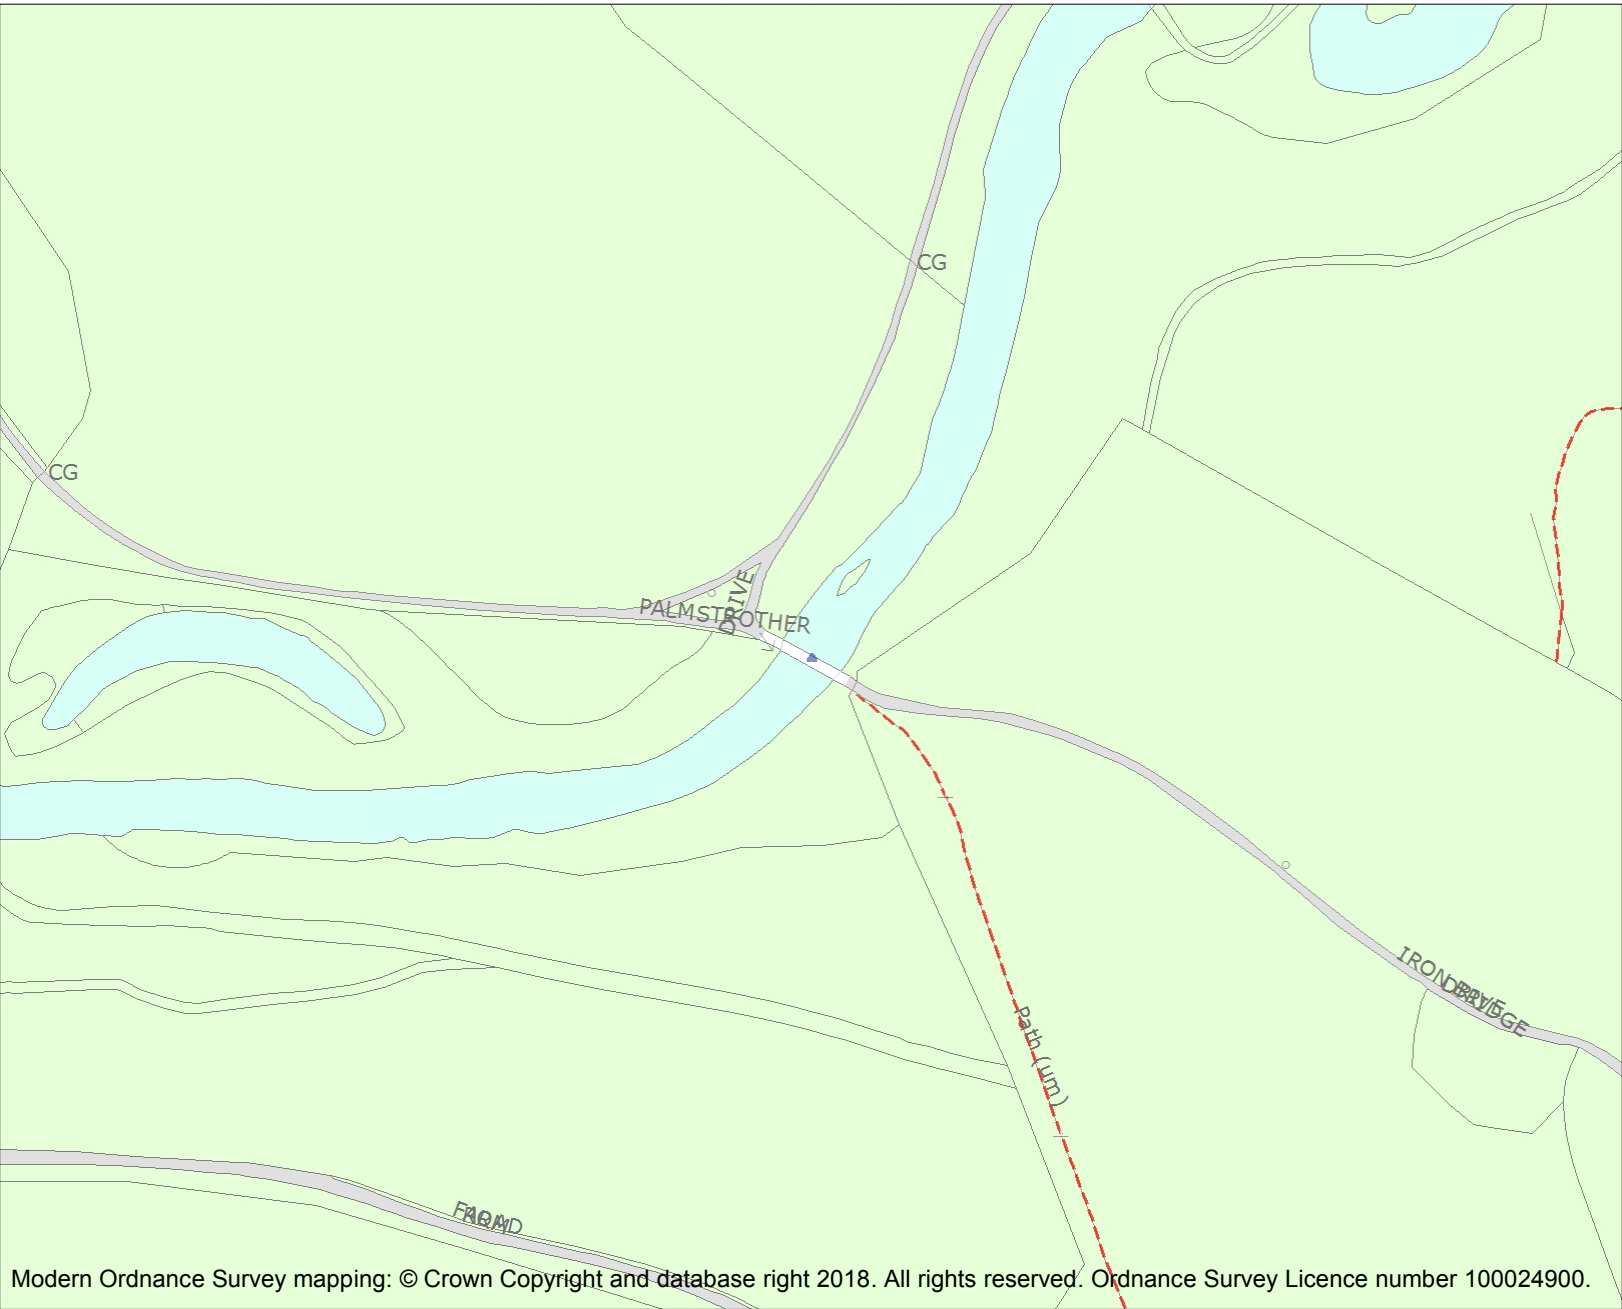 CG
CG
DRIVE
PALMSTROTHER
IRON BRIDGE
DRIVE
Path (um)
FARM
ROAD
Modern Ordnance Survey mapping: © Crown Copyright and database right 2018. All rights reserved. Ordnance Survey Licence number 100024900.